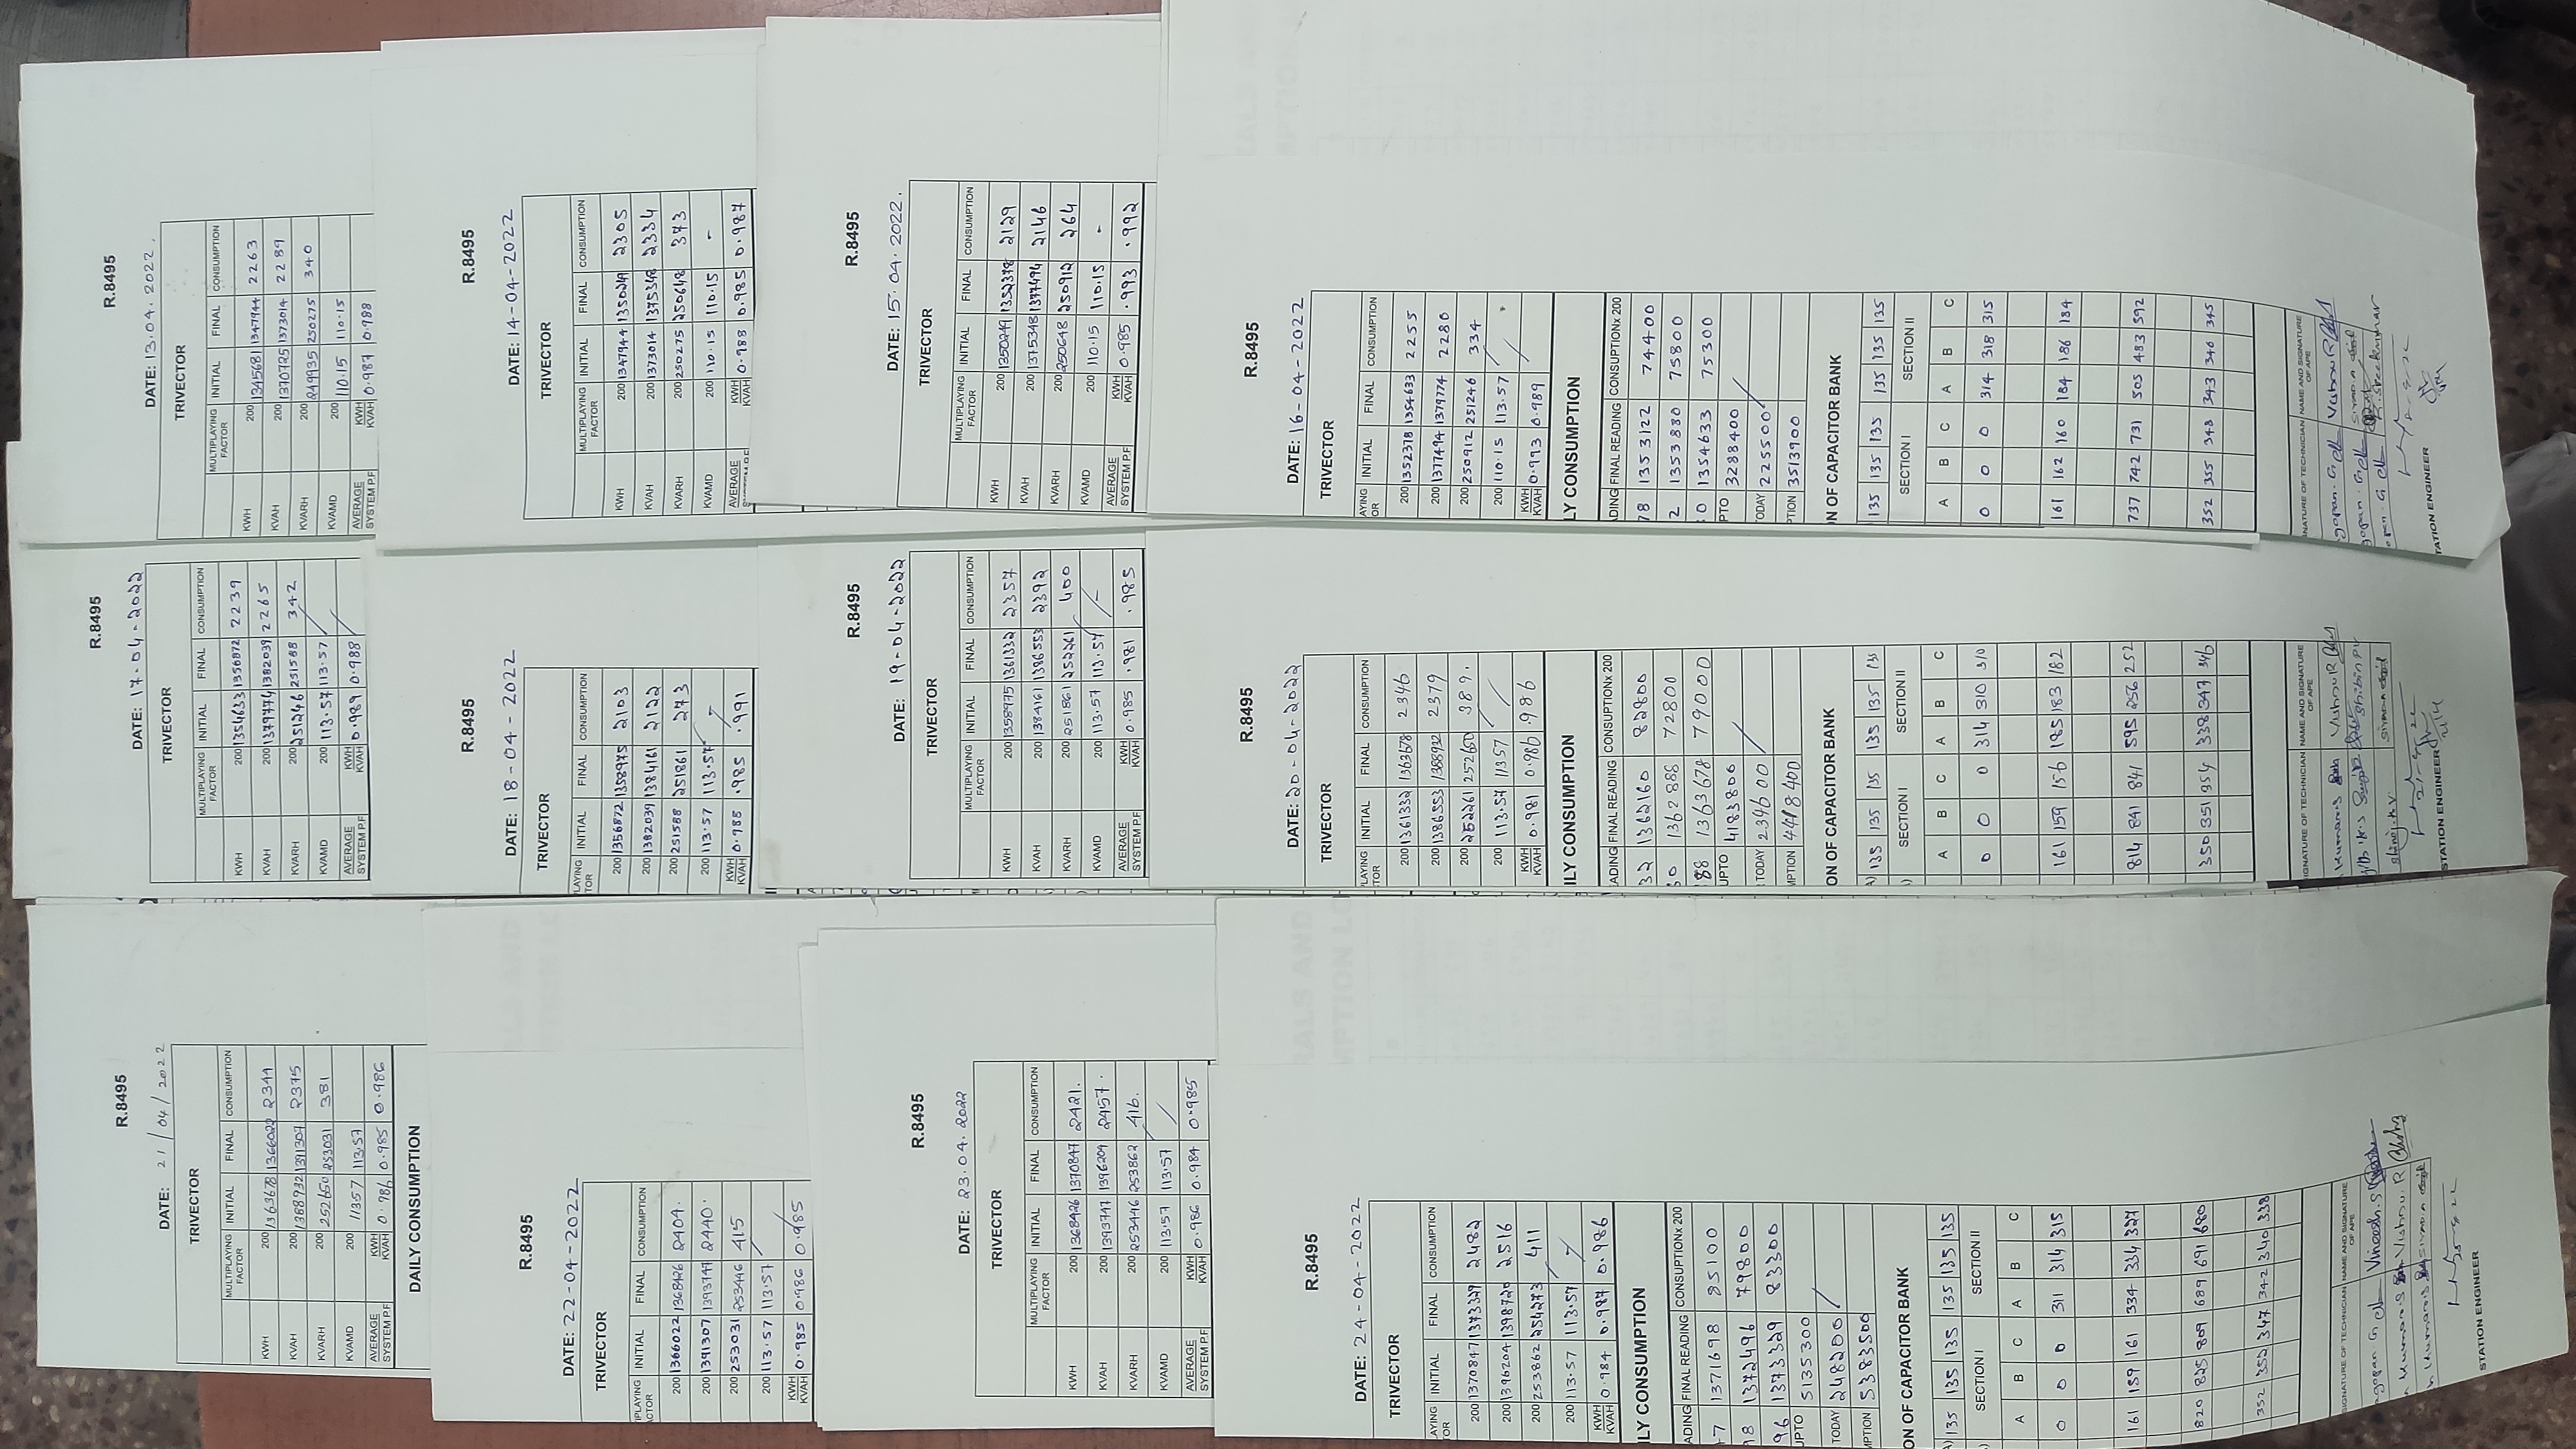 R.8495
DATE: 21/04/2022
TRIVECTOR
MULTIPLAYING FACTOR INITIAL FINAL CONSUMPTION
KWH 200 1363678 1366022 2344
KVAH 200 1388932 1391307 2375
KVARH 200 252650 253031 381
KVAMD 200 11357 113.57
AVERAGE SYSTEM P.F KWH KVAH 0.986 0.985 0.986
DAILY CONSUMPTION
R.8495
DATE: 22-04-2022
TRIVECTOR
IPLAYING ACTOR INITIAL FINAL CONSUMPTION
200 1366022 1368426 2404.
200 1391307 1393747 2440.
200 253031 253446 415
200 113.57 113.57
KWH KVAH 0.985 0.986 0.985
R.8495
DATE: 23.04.2022
TRIVECTOR
MULTIPLAYING FACTOR INITIAL FINAL CONSUMPTION
KWH 200 1368426 1370847 2421.
KVAH 200 1393747 1396204 2457.
KVARH 200 253446 253862 416.
KVAMD 200 113.57 113.57
AVERAGE SYSTEM P.F KWH KVAH 0.986 0.984 0.985
R.8495
DATE: 24-04-2022
TRIVECTOR
AYING OR INITIAL FINAL CONSUMPTION
200 1370847 1373329 2482
200 1396204 1398720 2516
200 253862 254273 411
200 113.57 113.57 -
KWH KVAH 0.984 0.987 0.986
ILY CONSUMPTION
ADING FINAL READING CONSUPTIONx 200
7 1371698 85100
98 1372496 79800
96 1373329 83300
UPTO 5135300
TODAY 248200
MPTION 5383500
ON OF CAPACITOR BANK
135 135 135 135 135 135
SECTION I SECTION II
A B C A B C
0 0 0 311 314 315
161 159 161 334 334 327
820 825 809 689 691 680
352 352 347 342 340 338
SIGNATURE OF TECHNICIAN NAME AND SIGNATURE OF APE
gopan.G Vineesh.S
Kumar.S Vishnu.R
Kumar.S SIYAD.A
STATION ENGINEER
R.8495
DATE: 17-04-2022
TRIVECTOR
MULTIPLAYING FACTOR INITIAL FINAL CONSUMPTION
KWH 200 1354633 1356872 2239
KVAH 200 1379774 1382039 2265
KVARH 200 251246 251588 342
KVAMD 200 113.57 113.57
AVERAGE SYSTEM P.F KWH KVAH 0.989 0.988
R.8495
DATE: 18-04-2022
TRIVECTOR
LAYING TOR INITIAL FINAL CONSUMPTION
200 1356872 1358975 2103
200 1382039 1384161 2122
200 251588 251861 273
200 113.57 113.57 -
KWH KVAH 0.988 .985 .991
R.8495
DATE: 19-04-2022
TRIVECTOR
MULTIPLAYING FACTOR INITIAL FINAL CONSUMPTION
KWH 200 1358975 1361332 2357
KVAH 200 1384161 1386553 2392
KVARH 200 251861 252261 400
KVAMD 200 113.57 113.57 -
AVERAGE SYSTEM P.F KWH KVAH 0.985 .981 .985
R.8495
DATE: 20-04-2022
TRIVECTOR
PLAYING TOR INITIAL FINAL CONSUMPTION
200 1361332 1363678 2346
200 1386553 1388932 2379
200 252261 252650 389.
200 113.57 11357
KWH KVAH 0.981 0.986 .986
ILY CONSUMPTION
ADING FINAL READING CONSUPTIONx 200
32 1362160 82800
60 1362888 72800
88 1363678 79000
UPTO 4183800
TODAY 234600
MPTION 4418400
ON OF CAPACITOR BANK
135 135 135 135 135 135
SECTION I SECTION II
A B C A B C
0 0 0 314 310 310
161 159 156 185 183 182
814 841 841 595 256 252
350 351 354 338 347 346
IGNATURE OF TECHNICIAN NAME AND SIGNATURE OF APE
Kumar.S Vishnu R
Shibin PV
Shinoj.K.V SIYAD.A
21-4-22
STATION ENGINEER
21/4
R.8495
DATE: 13.04.2022.
TRIVECTOR
MULTIPLAYING FACTOR INITIAL FINAL CONSUMPTION
KWH 200 1345681 1347944 2263
KVAH 200 1370725 1373014 2289
KVARH 200 249935 250275 340
KVAMD 200 110.15 110.15
AVERAGE SYSTEM P.F KWH KVAH 0.987 0.988
R.8495
DATE: 14-04-2022
TRIVECTOR
MULTIPLAYING FACTOR INITIAL FINAL CONSUMPTION
KWH 200 1347944 1350249 2305
KVAH 200 1373014 1375348 2334
KVARH 200 250275 250648 373
KVAMD 200 110.15 110.15 -
AVERAGE KWH KVAH 0.988 0.985 0.987
R.8495
DATE: 15.04.2022.
TRIVECTOR
MULTIPLAYING FACTOR INITIAL FINAL CONSUMPTION
KWH 200 1350249 1352378 2129
KVAH 200 1375348 1377494 2146
KVARH 200 250648 250912 264
KVAMD 200 110.15 110.15 -
AVERAGE SYSTEM P.F KWH KVAH 0.985 .993 .992
R.8495
DATE: 16-04-2022
TRIVECTOR
AYING OR INITIAL FINAL CONSUMPTION
200 1352378 1354633 2255
200 1377494 1379774 2280
200 250912 251246 334
200 110.15 113.57
KWH KVAH 0.993 0.989
LY CONSUMPTION
DING FINAL READING CONSUPTIONx 200
78 1353122 74400
2 1353880 75800
0 1354633 75300
PTO 3288400
ODAY 225500
PTION 3513900
N OF CAPACITOR BANK
135 135 135 135 135 135
SECTION I SECTION II
A B C A B C
0 0 0 314 318 315
161 162 160 184 186 184
737 742 731 505 483 592
352 355 348 343 346 345
NATURE OF TECHNICIAN NAME AND SIGNATURE OF APE
gopan.G Vishnu R
gopan.G SIYAD.A
pan.G R.Sreekumar
TATION ENGINEER